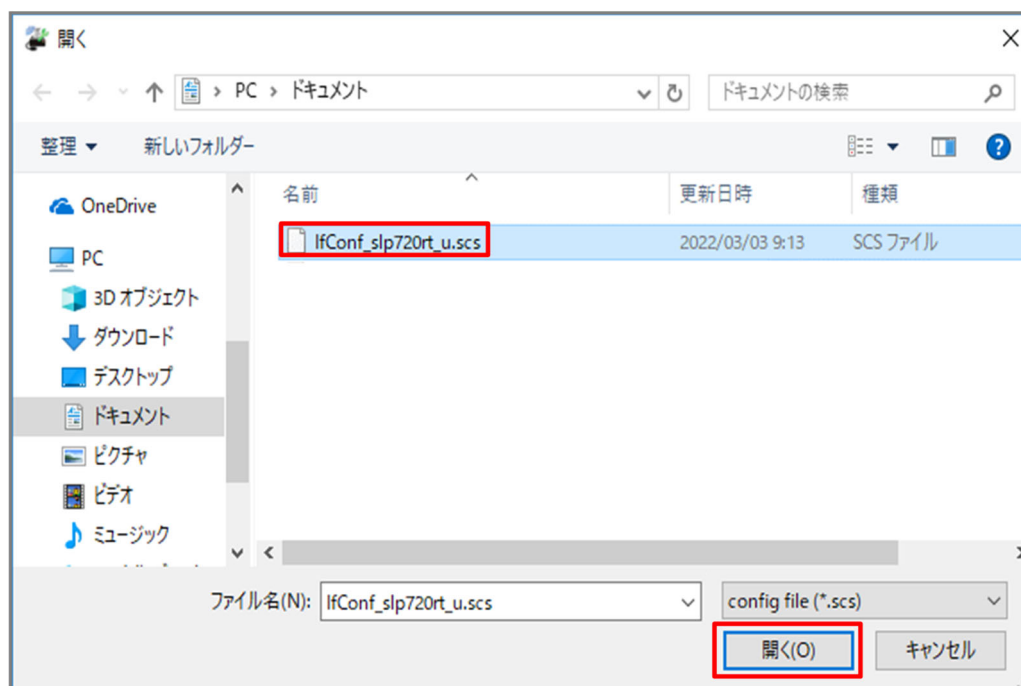 開く
PC › ドキュメント
ドキュメントの検索
整理
新しいフォルダー
名前
更新日時
種類
OneDrive
PC
3D オブジェクト
ダウンロード
デスクトップ
ドキュメント
ピクチャ
ビデオ
ミュージック
IfConf_slp720rt_u.scs
2022/03/03 9:13
SCS ファイル
ファイル名(N):
IfConf_slp720rt_u.scs
config file (*.scs)
開く(O)
キャンセル